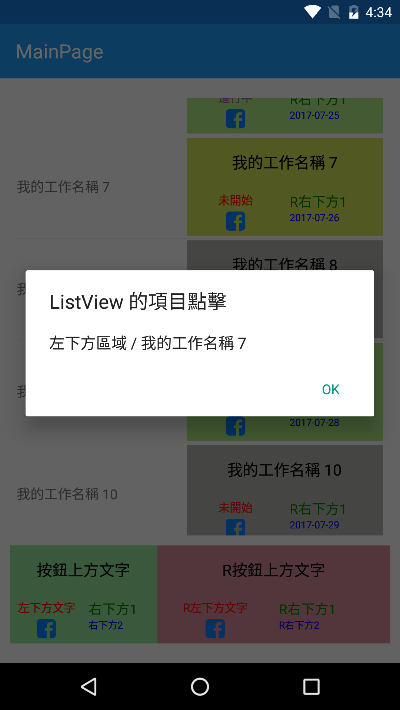 4:34
MainPage
進行中
R右下方1
2017-07-25
我的工作名稱 7
我的工作名稱 7
未開始
R右下方1
2017-07-26
我的工作名稱 8
我
ListView 的項目點擊
左下方區域 / 我的工作名稱 7
OK
我
2017-07-28
我的工作名稱 10
我的工作名稱 10
未開始
R右下方1
2017-07-29
按鈕上方文字
左下方文字
右下方1
右下方2
R按鈕上方文字
R左下方文字
R右下方1
R右下方2